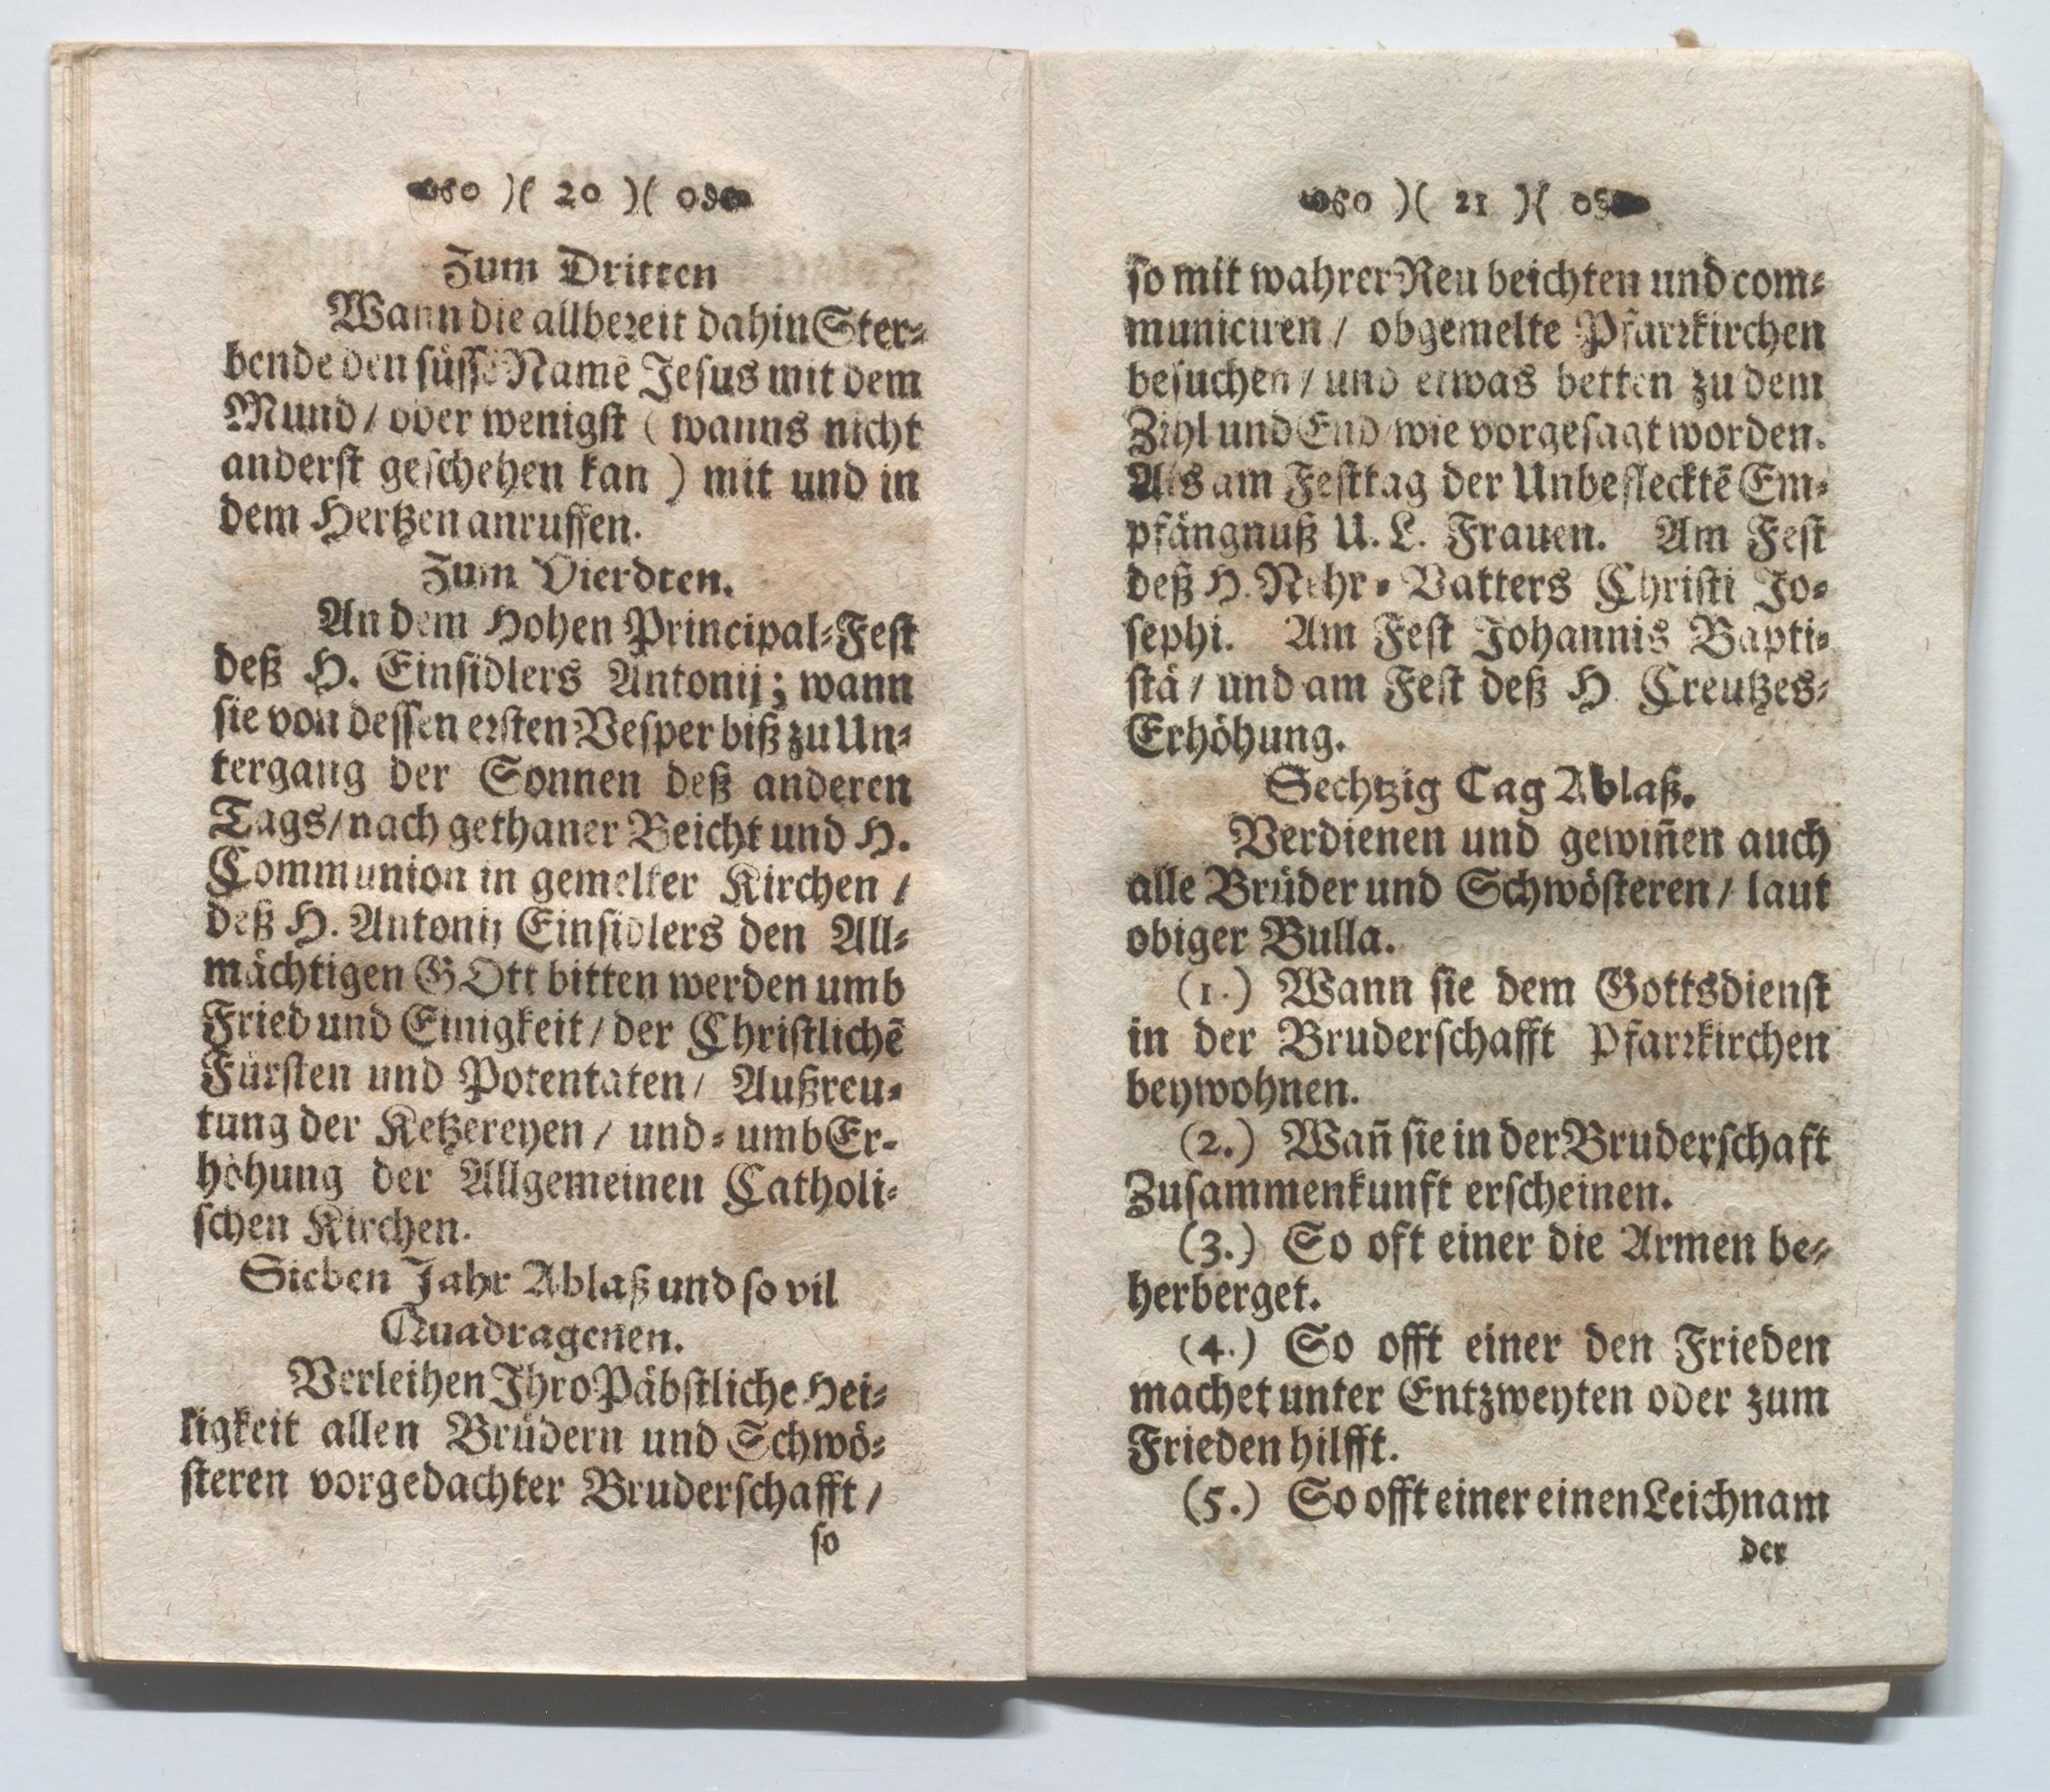 )( 20 )(
Zum Dritten
Wann die allbereit dahin Ster-
bende den süssē Namē Jesus mit dem
Mund / oder wenigst ( wanns nicht
anderst geschehen kan ) mit und in
dem Hertzen anruffen.
Zum Vierdten.
An dem Hohen Principal-Fest
deß H. Einsidlers Antonij; wann
sie von dessen ersten Vesper biß zu Un-
tergang der Sonnen deß anderen
Tags / nach gethaner Beicht und H.
Communion in gemelter Kirchen /
deß H. Antonij Einsidlers den All-
mächtigen GOtt bitten werden umb
Fried und Einigkeit / der Christlichē
Fürsten und Potentaten / Außreu-
tung der Ketzereyen / und- umb Er-
höhung der Allgemeinen Catholi-
schen Kirchen.
Sieben Jahr Ablaß und so vil
Quadragenen.
Verleihen Ihro Päbstliche Hei-
ligkeit allen Brüdern und Schwö-
steren vorgedachter Bruderschafft /
so
)( 21 )(
so mit wahrer Reu beichten und com-
municiren / obgemelte Pfarrkirchen
besuchen / und etwas betten zu dem
Zihl und End wie vorgesagt worden.
Als am Festtag der Unbeflecktē Em-
pfängnuß U. L. Frauen. Am Fest
deß H. Nehr-Vatters Christi Jo-
sephi. Am Fest Johannis Bapti-
stä / und am Fest deß H. Creutzes-
Erhöhung.
Sechtzig Tag Ablaß.
Verdienen und gewiñen auch
alle Brüder und Schwösteren / laut
obiger Bulla.
(1.) Wann sie dem Gottsdienst
in der Bruderschafft Pfarrkirchen
beywohnen.
(2.) Wañ sie in der Bruderschaft
Zusammenkunft erscheinen.
(3.) So oft einer die Armen be-
herberget.
(4.) So offt einer den Frieden
machet unter Entzweyten oder zum
Frieden hilfft.
(5.) So offt einer einen Leichnam
der